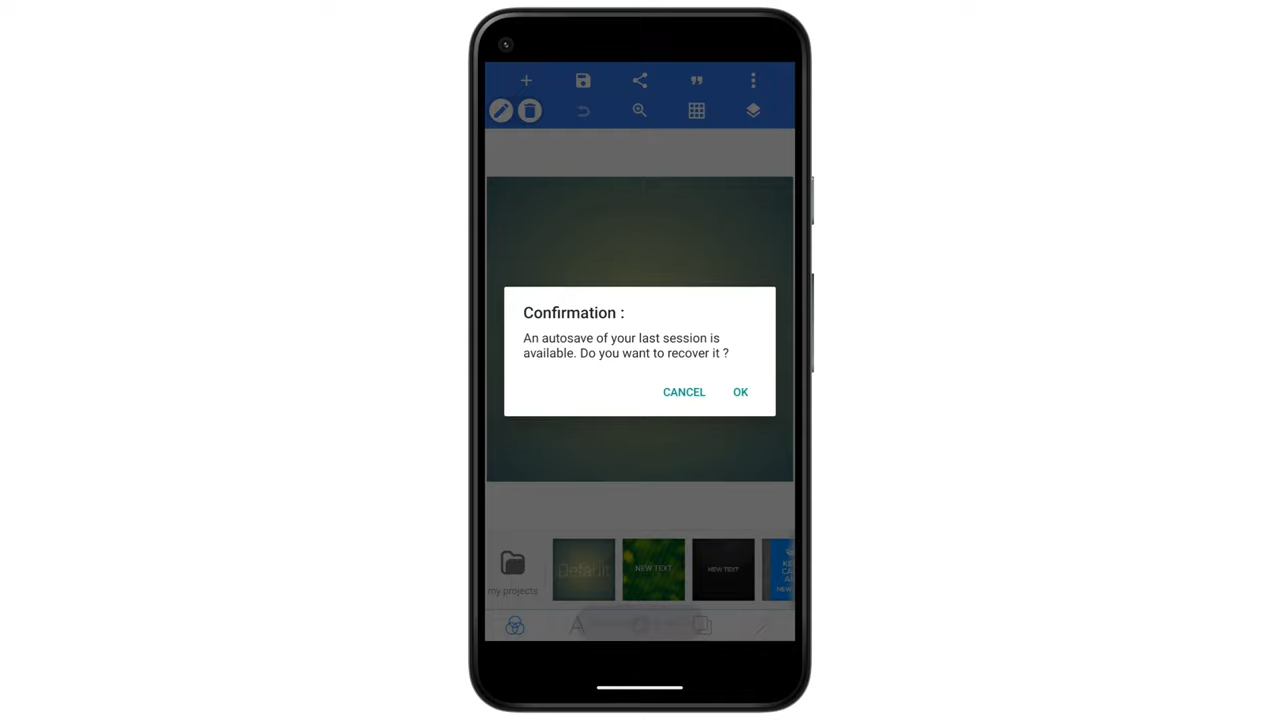 Confirmation :
An autosave of your last session is
available. Do you want to recover it ?
CANCEL OK
my projects
Default
NEW TEXT
NEW TEXT